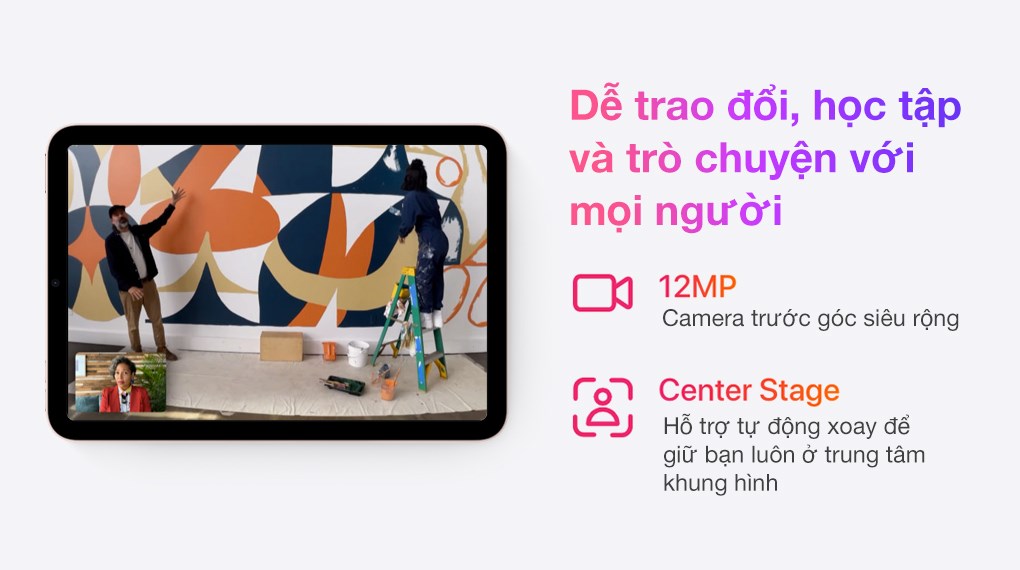 Dễ trao đổi, học tập
và trò chuyện với
mọi người
12MP
Camera trước góc siêu rộng
Center Stage
Hỗ trợ tự động xoay để
giữ bạn luôn ở trung tâm
khung hình